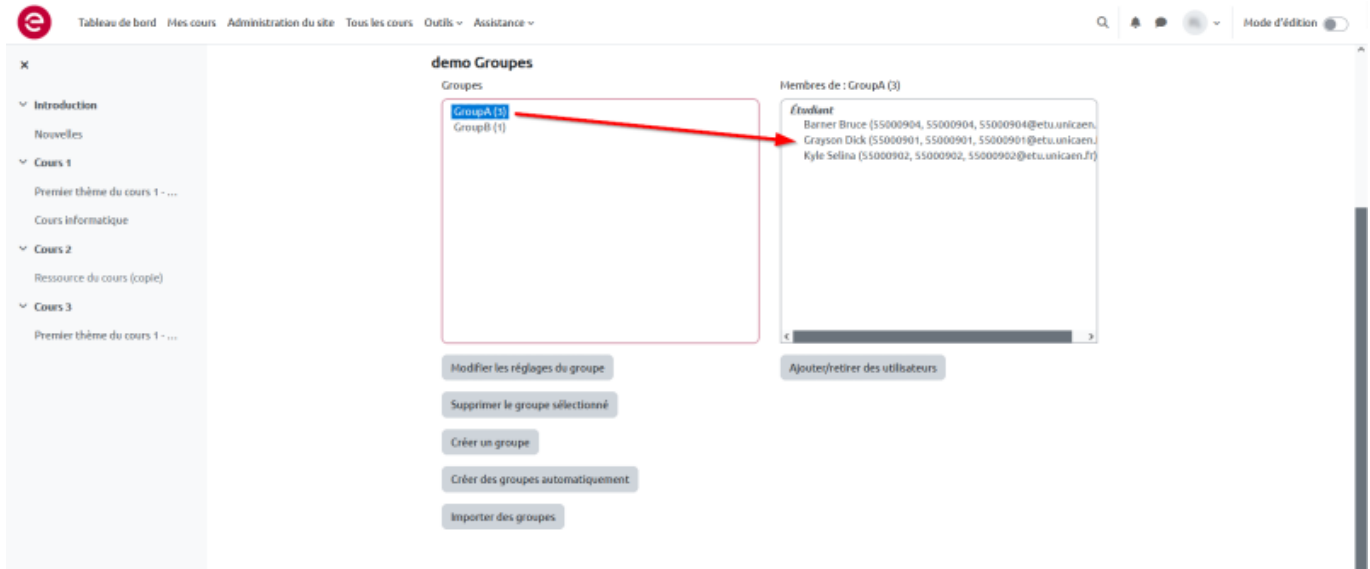 Tableau de bord Mes cours Administration du site Tous les cours Outils Assistance Mode d'édition
Introduction
Nouvelles
Cours 1
Premier thème du cours 1 - ...
Cours informatique
Cours 2
Ressource du cours (copie)
Cours 3
Premier thème du cours 1 - ...
demo Groupes
Groupes
GroupA (3)
GroupB (1)
Modifier les réglages du groupe
Supprimer le groupe sélectionné
Créer un groupe
Créer des groupes automatiquement
Importer des groupes
Membres de : GroupA (3)
Étudiant
Barner Bruce (55000904, 55000904, 55000904@etu.unicaen.
Grayson Dick (55000901, 55000901, 55000901@etu.unicaen.
Kyle Selina (55000902, 55000902, 55000902@etu.unicaen.fr)
Ajouter/retirer des utilisateurs